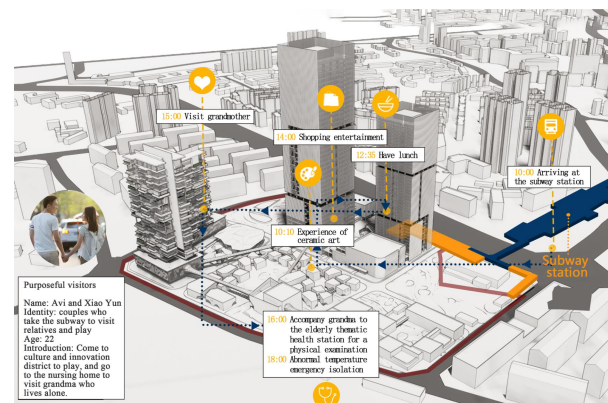 15:00 Visit grandmother
14:00 Shopping entertainment
12:35 Have lunch
10:00 Arriving at
the subway station
10:10 Experience of
ceramic art
Subway
station
Purposeful visitors
Name: Avi and Xiao Yun
Identity: couples who
take the subway to visit
relatives and play
Age: 22
Introduction: Come to
culture and innovation
district to play, and go
to the nursing home to
visit grandma who
lives alone.
16:00 Accompany grandma to
the elderly thematic
health station for a
physical examination
18:00 Abnormal temperature
emergency isolation